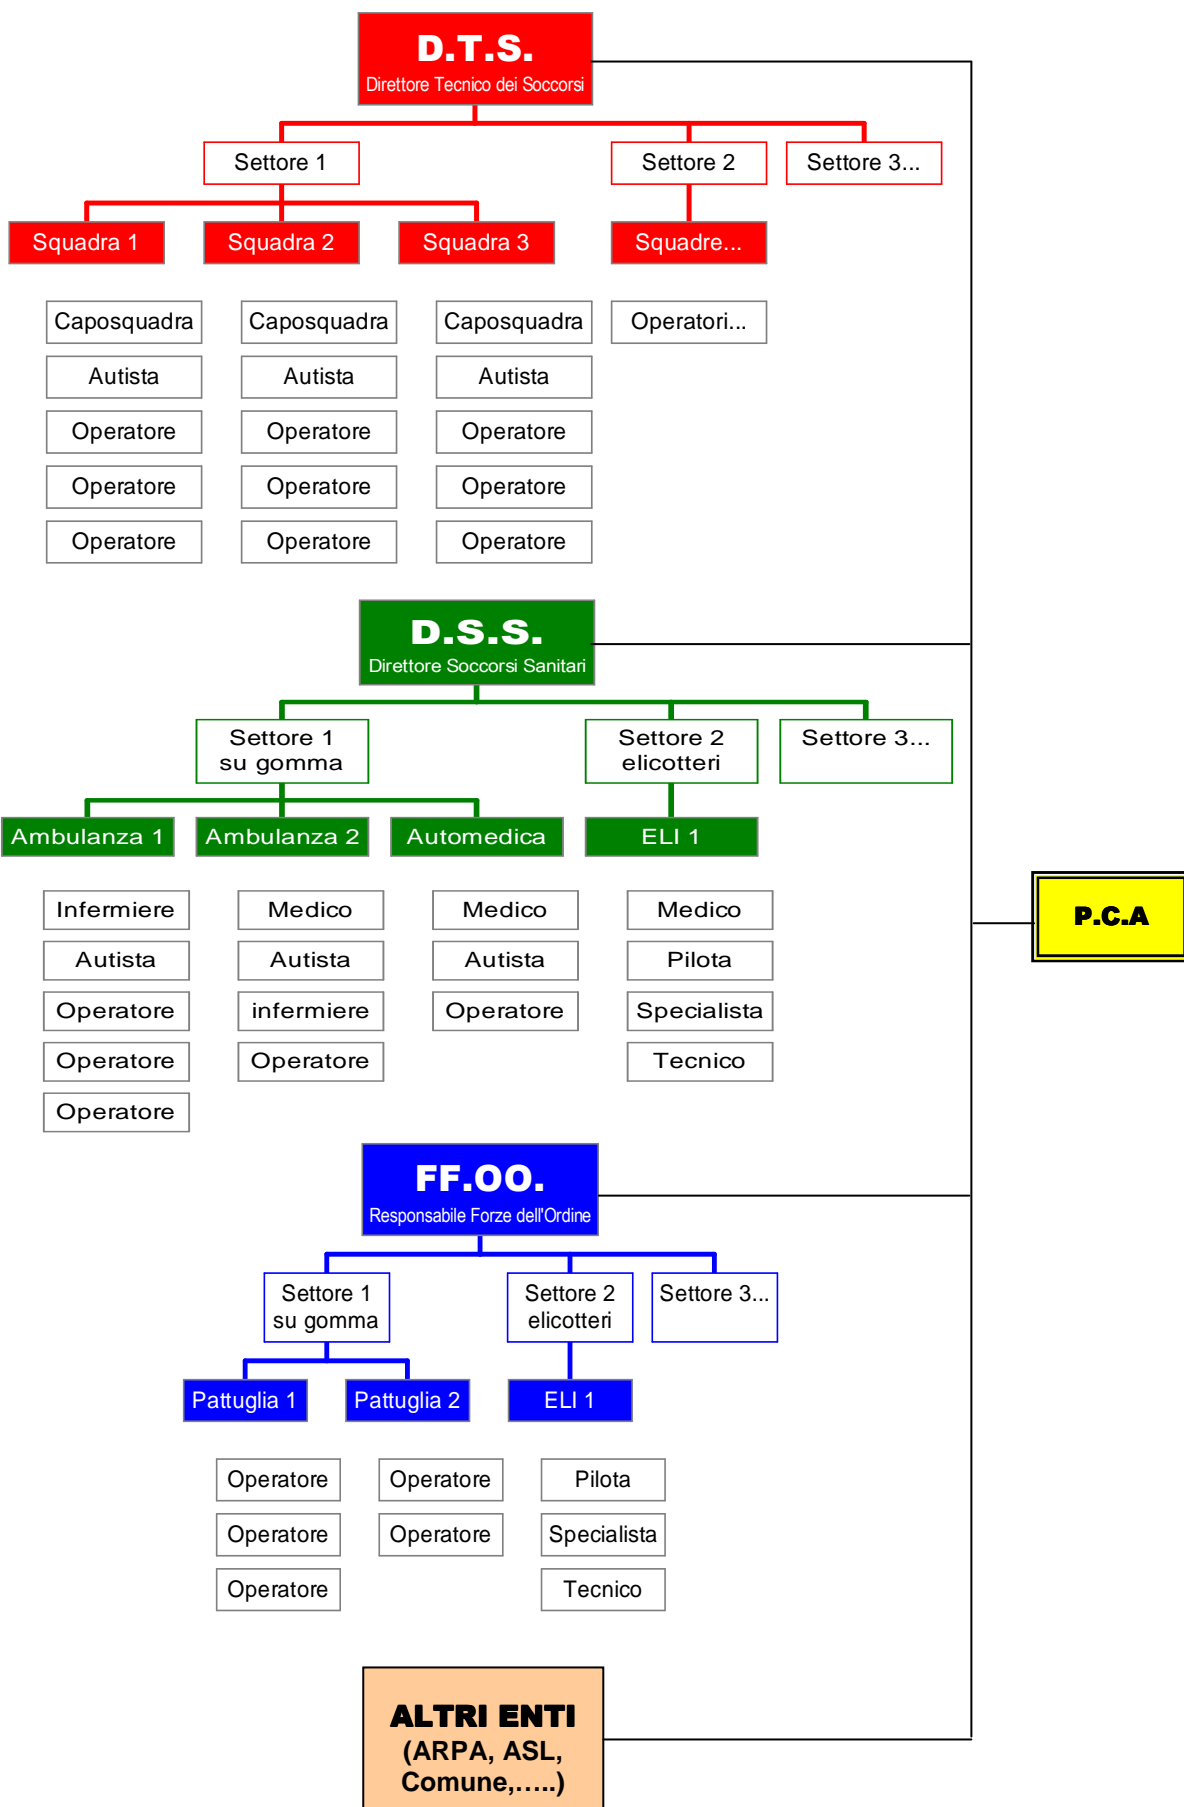 D.T.S.
Direttore Tecnico dei Soccorsi
Settore 1
Settore 2
Settore 3...
Squadra 1
Squadra 2
Squadra 3
Squadre...
Caposquadra
Caposquadra
Caposquadra
Operatori...
Autista
Autista
Autista
Operatore
Operatore
Operatore
Operatore
Operatore
Operatore
Operatore
Operatore
Operatore
D.S.S.
Direttore Soccorsi Sanitari
Settore 1
su gomma
Settore 2
elicotteri
Settore 3...
Ambulanza 1
Ambulanza 2
Automedica
ELI 1
Infermiere
Medico
Medico
Medico
P.C.A
Autista
Autista
Autista
Pilota
Operatore
infermiere
Operatore
Specialista
Operatore
Operatore
Tecnico
Operatore
FF.OO.
Responsabile Forze dell'Ordine
Settore 1
su gomma
Settore 2
elicotteri
Settore 3...
Pattuglia 1
Pattuglia 2
ELI 1
Operatore
Operatore
Pilota
Operatore
Operatore
Specialista
Operatore
Tecnico
ALTRI ENTI
(ARPA, ASL,
Comune,.....)